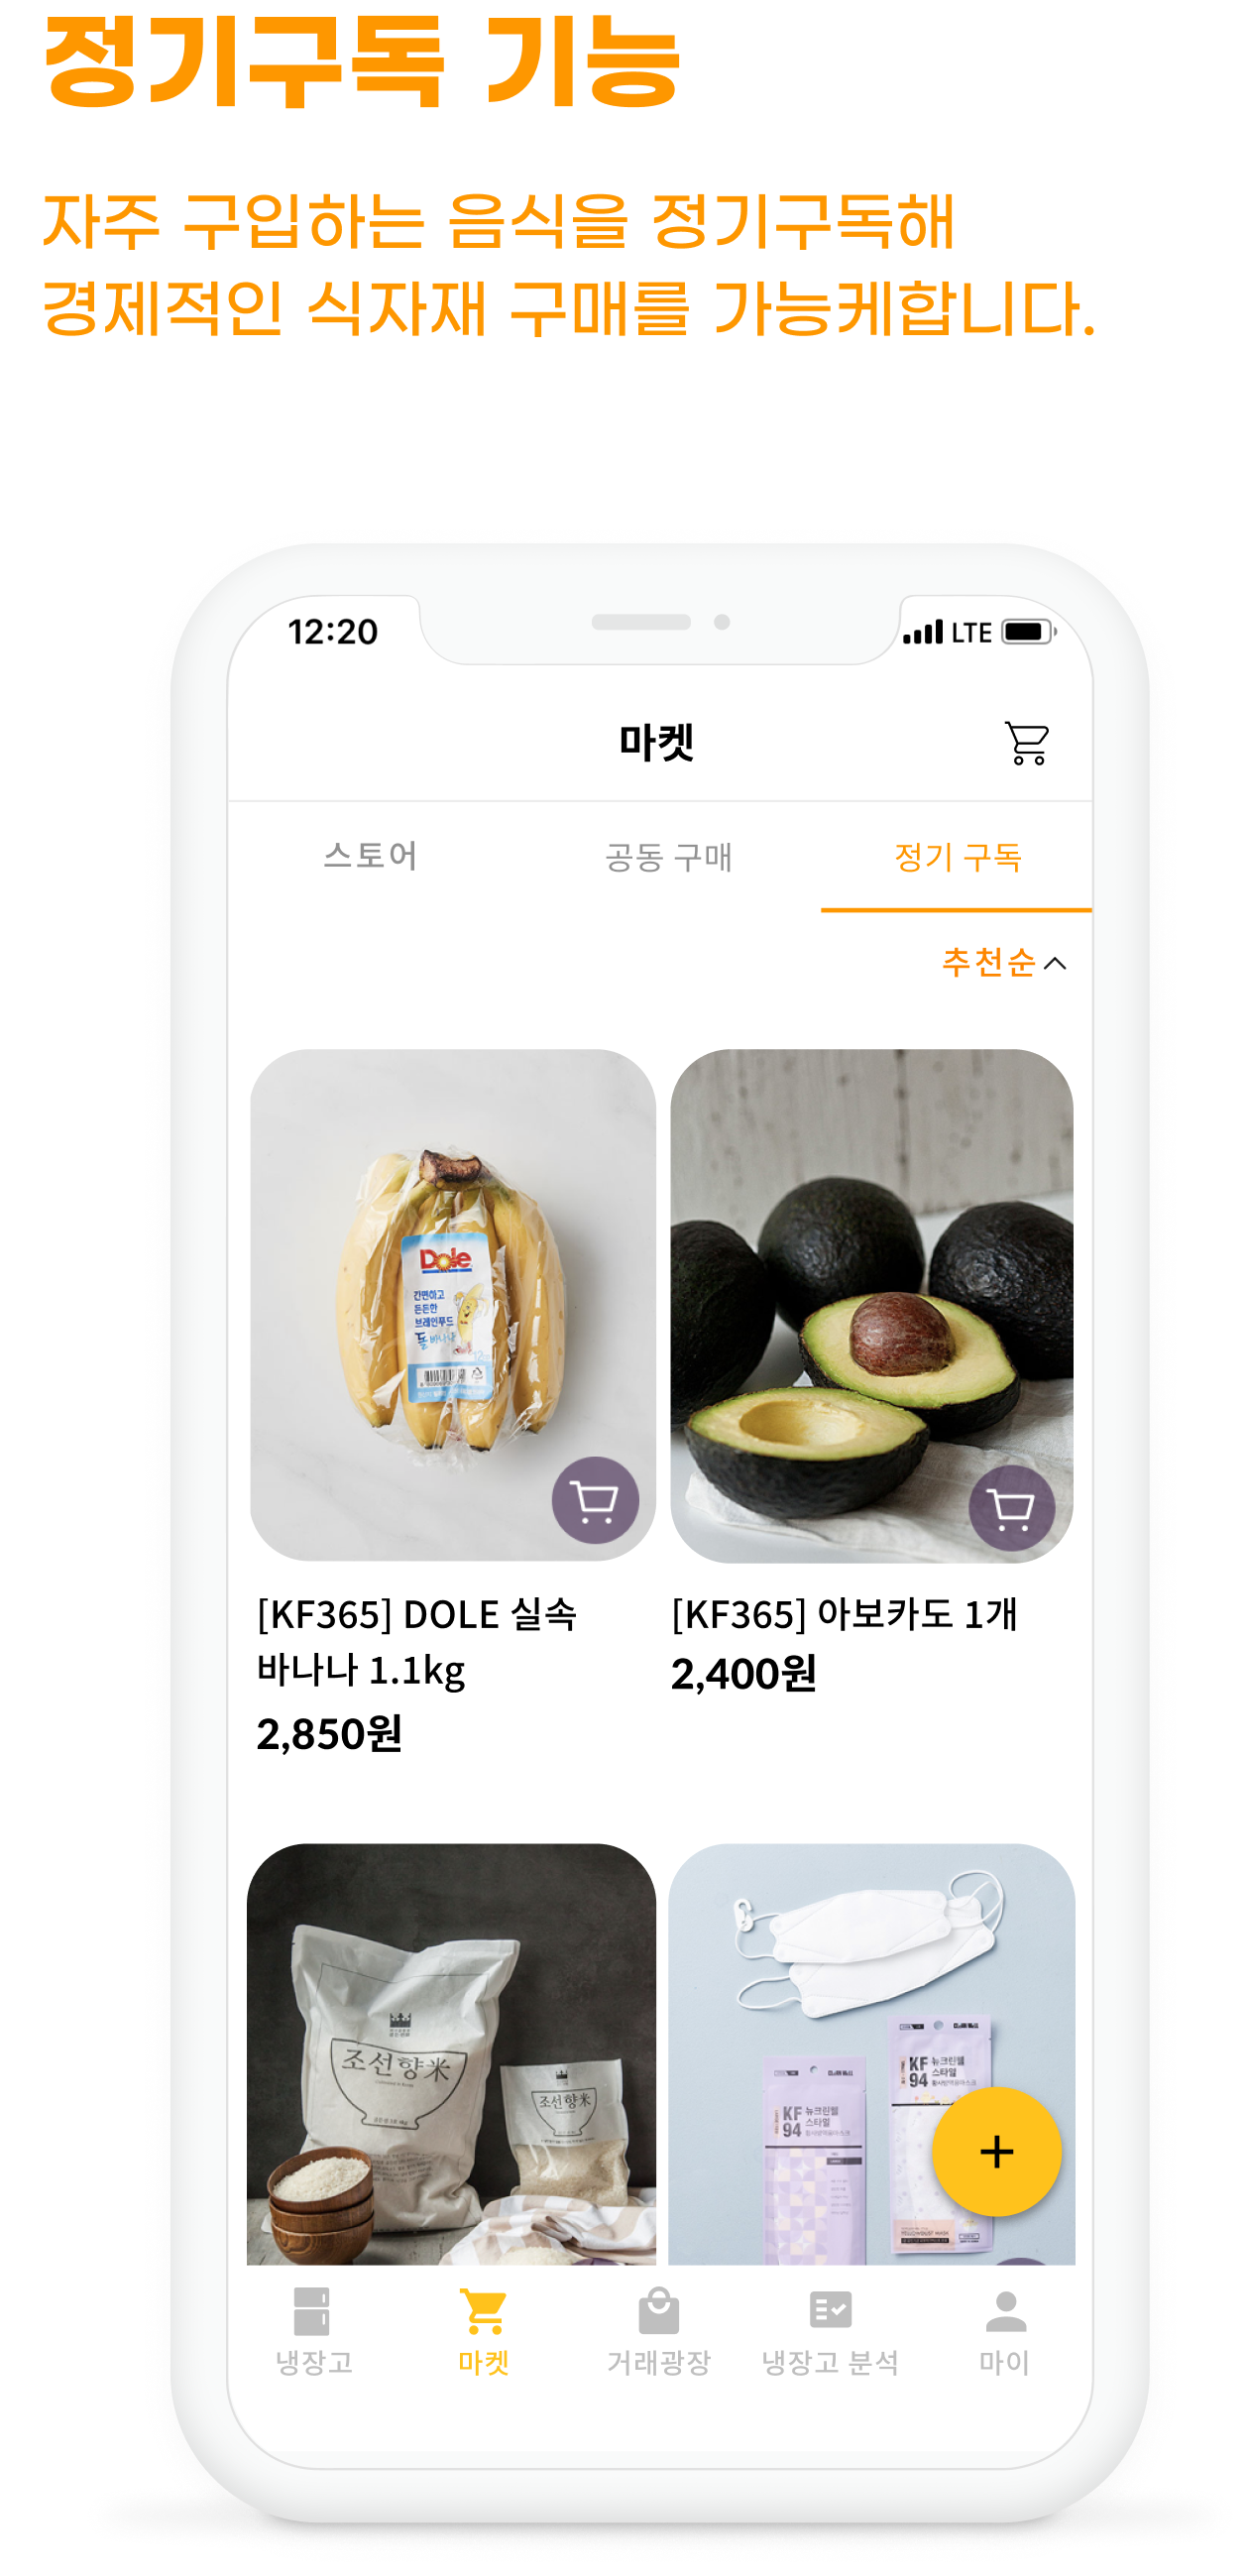 정기구독 기능
자주 구입하는 음식을 정기구독해
경제적인 식자재 구매를 가능케합니다.
12:20
LTE
마켓
스토어
공동 구매
정기 구독
추천순
Dole
간편하고
든든한
브레인푸드
돌 바나나
[KF365] DOLE 실속
바나나 1.1kg
2,850원
[KF365] 아보카도 1개
2,400원
조선향米
조선향米
KF
94
뉴크린웰
스타일
KF
94
뉴크린웰
스타일
+
냉장고
마켓
거래광장
냉장고 분석
마이